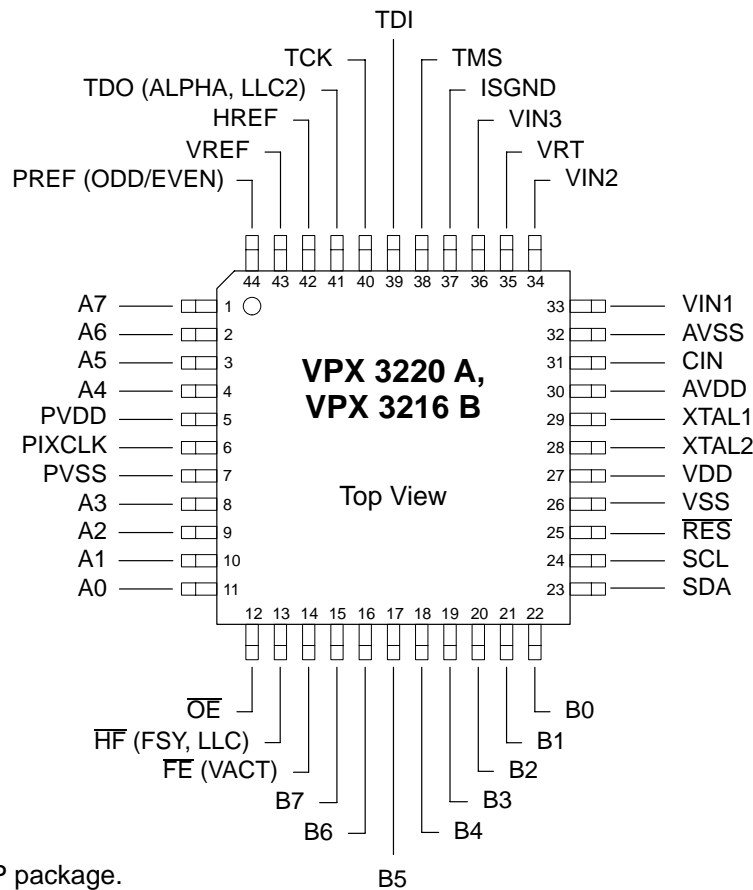 TDI
TCK
TMS
TDO (ALPHA, LLC2)
ISGND
HREF
VIN3
VREF
VRT
PREF (ODD/EVEN)
VIN2
44 43 42 41 40 39 38 37 36 35 34
A7 1 33 VIN1
A6 2 32 AVSS
A5 3 31 CIN
A4 4 30 AVDD
PVDD 5 29 XTAL1
PIXCLK 6 28 XTAL2
PVSS 7 27 VDD
A3 8 26 VSS
A2 9 25 R̅E̅S̅
A1 10 24 SCL
A0 11 23 SDA
VPX 3220 A,
VPX 3216 B
Top View
12 13 14 15 16 17 18 19 20 21 22
O̅E̅
B0
H̅F̅ (FSY, LLC)
B1
F̅E̅ (VACT)
B2
B7
B3
B6
B4
B5
P package.